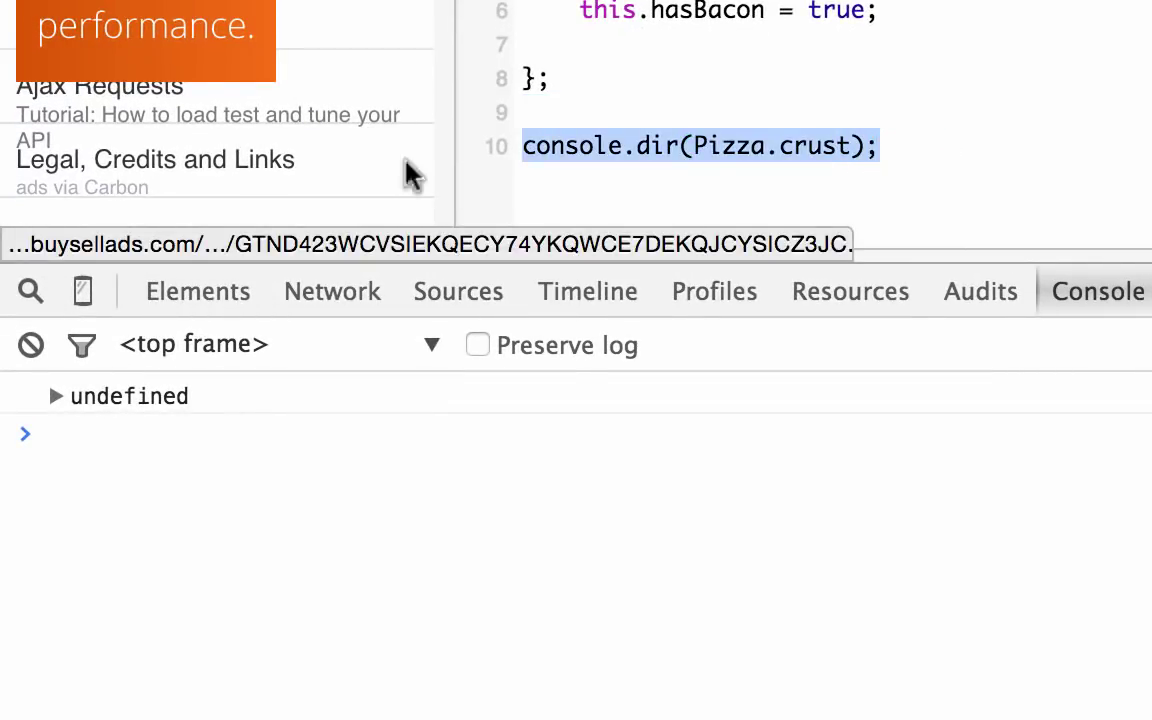 performance.
Ajax Requests
Tutorial: How to load test and tune your
API
Legal, Credits and Links
ads via Carbon
6 this.hasBacon = true;
7
8 };
9
10 console.dir(Pizza.crust);
...buysellads.com/.../GTND423WCVSIEKQECY74YKQWCE7DEKQJCYSICZ3JC.
Elements Network Sources Timeline Profiles Resources Audits Console
<top frame> ▼ Preserve log
▶ undefined
>